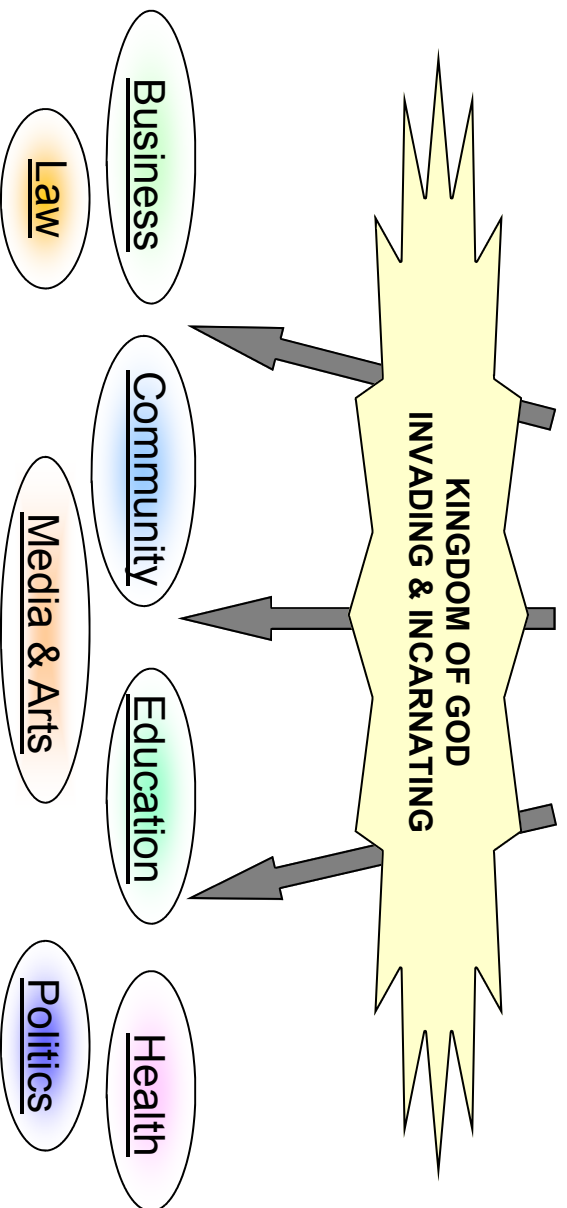 KINGDOM OF GOD
INVADING & INCARNATING
Business
Community
Education
Health
Law
Media & Arts
Politics